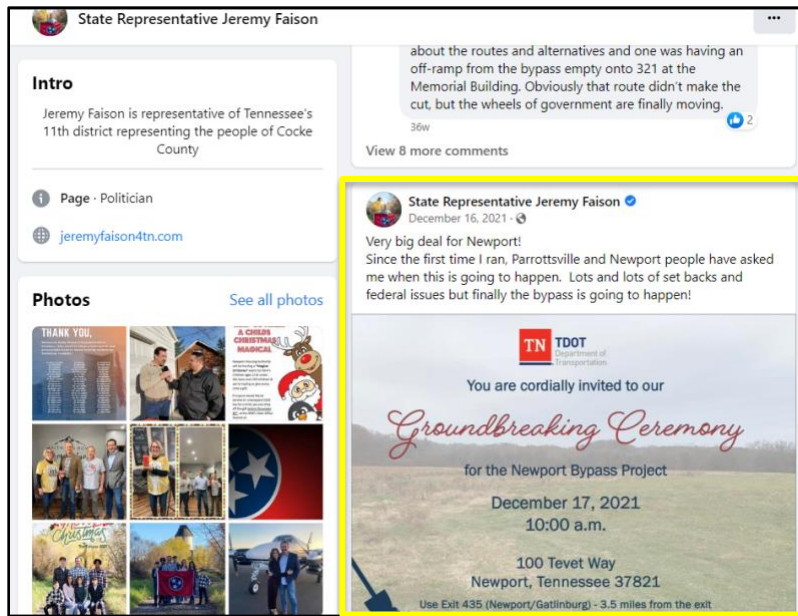 State Representative Jeremy Faison
Intro
Jeremy Faison is representative of Tennessee's
11th district representing the people of Cocke
County
Page · Politician
jeremyfaison4tn.com
Photos
See all photos
THANK YOU,
A CHILDS
CHRISTMAS
MAGICAL
Christmas
about the routes and alternatives and one was having an
off-ramp from the bypass empty onto 321 at the
Memorial Building. Obviously that route didn't make the
cut, but the wheels of government are finally moving.
36w
2
View 8 more comments
State Representative Jeremy Faison
December 16, 2021 ·
Very big deal for Newport!
Since the first time I ran, Parrottsville and Newport people have asked
me when this is going to happen. Lots and lots of set backs and
federal issues but finally the bypass is going to happen!
TN TDOT
Department of
Transportation
You are cordially invited to our
Groundbreaking Ceremony
for the Newport Bypass Project
December 17, 2021
10:00 a.m.
100 Tevet Way
Newport, Tennessee 37821
Use Exit 435 (Newport/Gatlinburg) - 3.5 miles from the exit